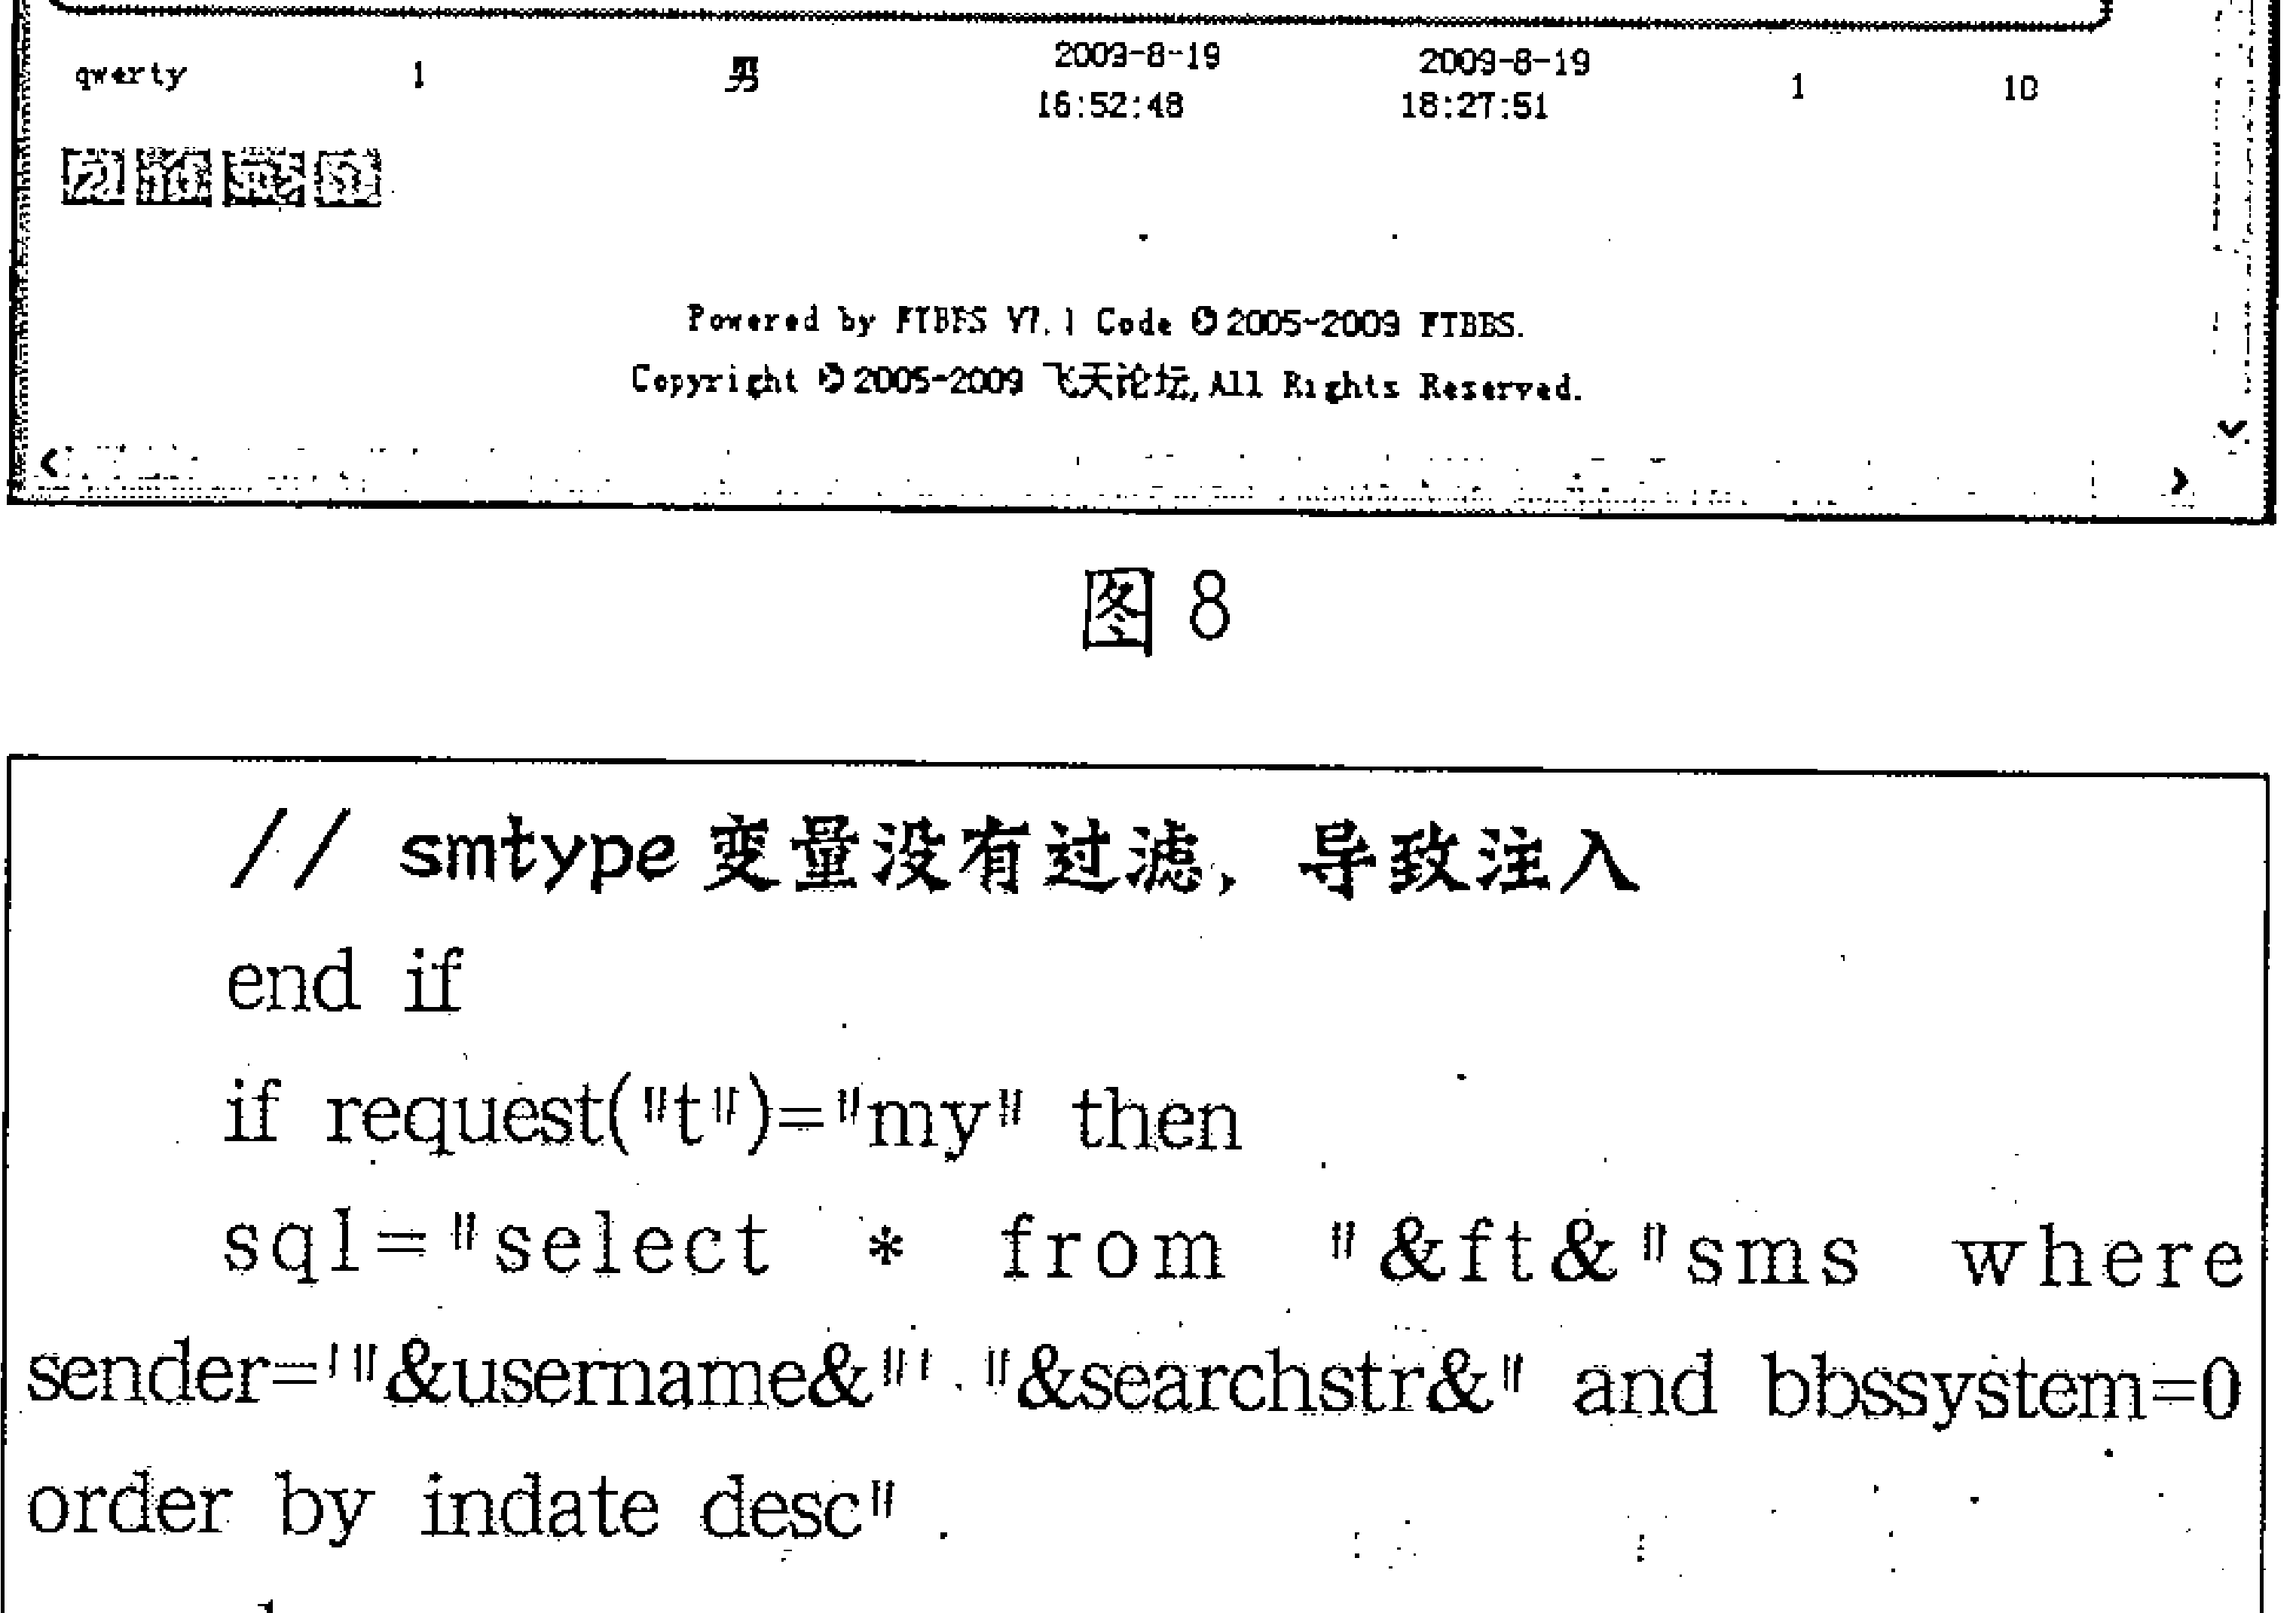 qwerty 1 男 2009-8-19 2009-8-19 1 10
16:52:48 18:27:51
Powered by FTBBS V7.1 Code ©2005-2009 FTBBS.
Copyright ©2005-2009 飞天论坛,All Rights Reserved.
图 8
// smtype 变量没有过滤，导致注入
end if
if request("t")="my" then
sql="select * from "&ft&"sms where
sender='"&username&"' "&searchstr&" and bbssystem=0
order by indate desc"